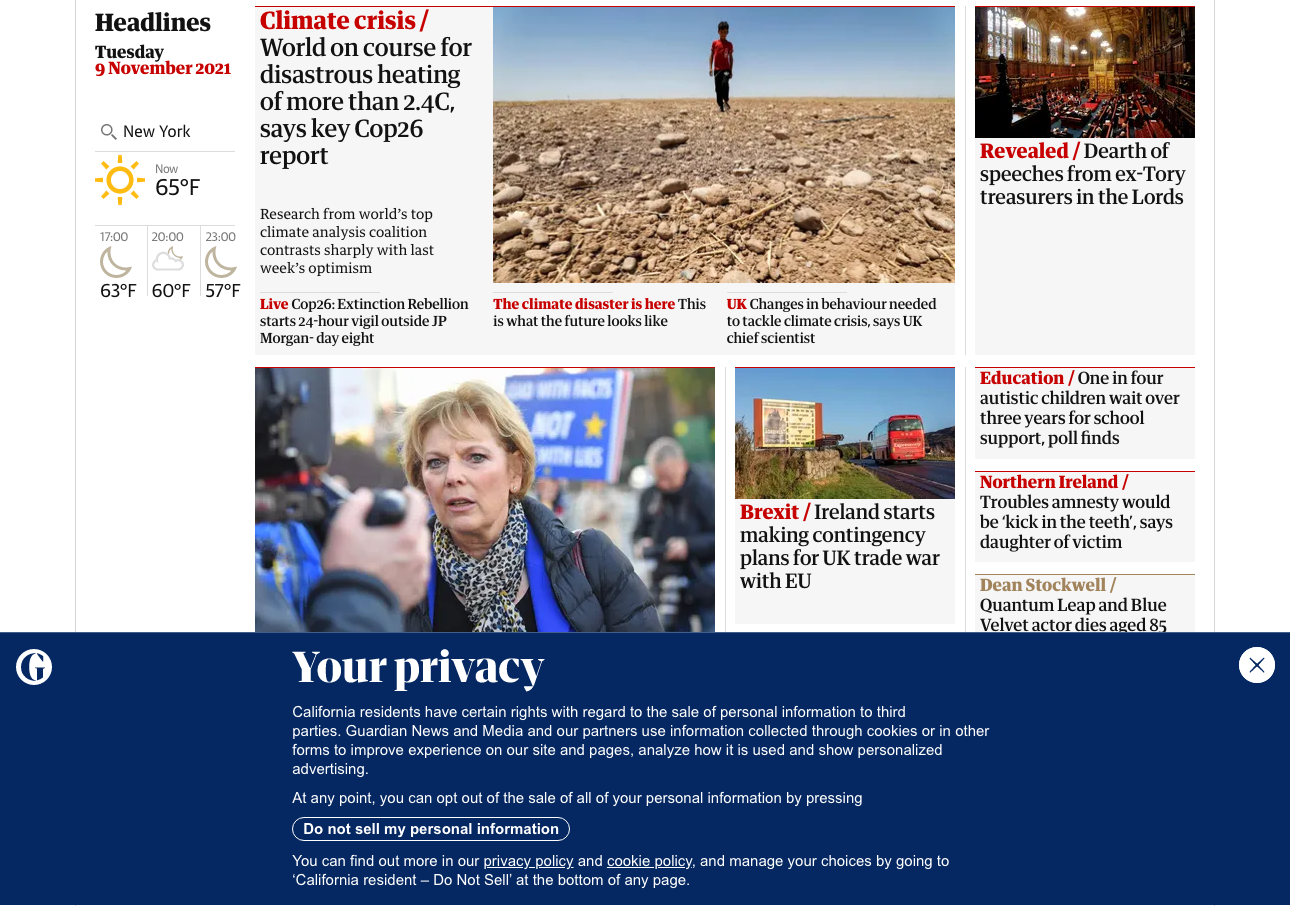 Headlines
Tuesday
9 November 2021
New York
Now
65°F
17:00
63°F
20:00
60°F
23:00
57°F
Climate crisis /
World on course for
disastrous heating
of more than 2.4C,
says key Cop26
report
Research from world’s top
climate analysis coalition
contrasts sharply with last
week’s optimism
Live Cop26: Extinction Rebellion
starts 24-hour vigil outside JP
Morgan- day eight
The climate disaster is here This
is what the future looks like
UK Changes in behaviour needed
to tackle climate crisis, says UK
chief scientist
Revealed / Dearth of
speeches from ex-Tory
treasurers in the Lords
LEAD WITH FACTS
NOT
WITH LIES
Brexit / Ireland starts
making contingency
plans for UK trade war
with EU
Education / One in four
autistic children wait over
three years for school
support, poll finds
Northern Ireland /
Troubles amnesty would
be ‘kick in the teeth’, says
daughter of victim
Dean Stockwell /
Quantum Leap and Blue
Velvet actor dies aged 85
Your privacy
California residents have certain rights with regard to the sale of personal information to third
parties. Guardian News and Media and our partners use information collected through cookies or in other
forms to improve experience on our site and pages, analyze how it is used and show personalized
advertising.
At any point, you can opt out of the sale of all of your personal information by pressing
Do not sell my personal information
You can find out more in our privacy policy and cookie policy, and manage your choices by going to
‘California resident – Do Not Sell’ at the bottom of any page.